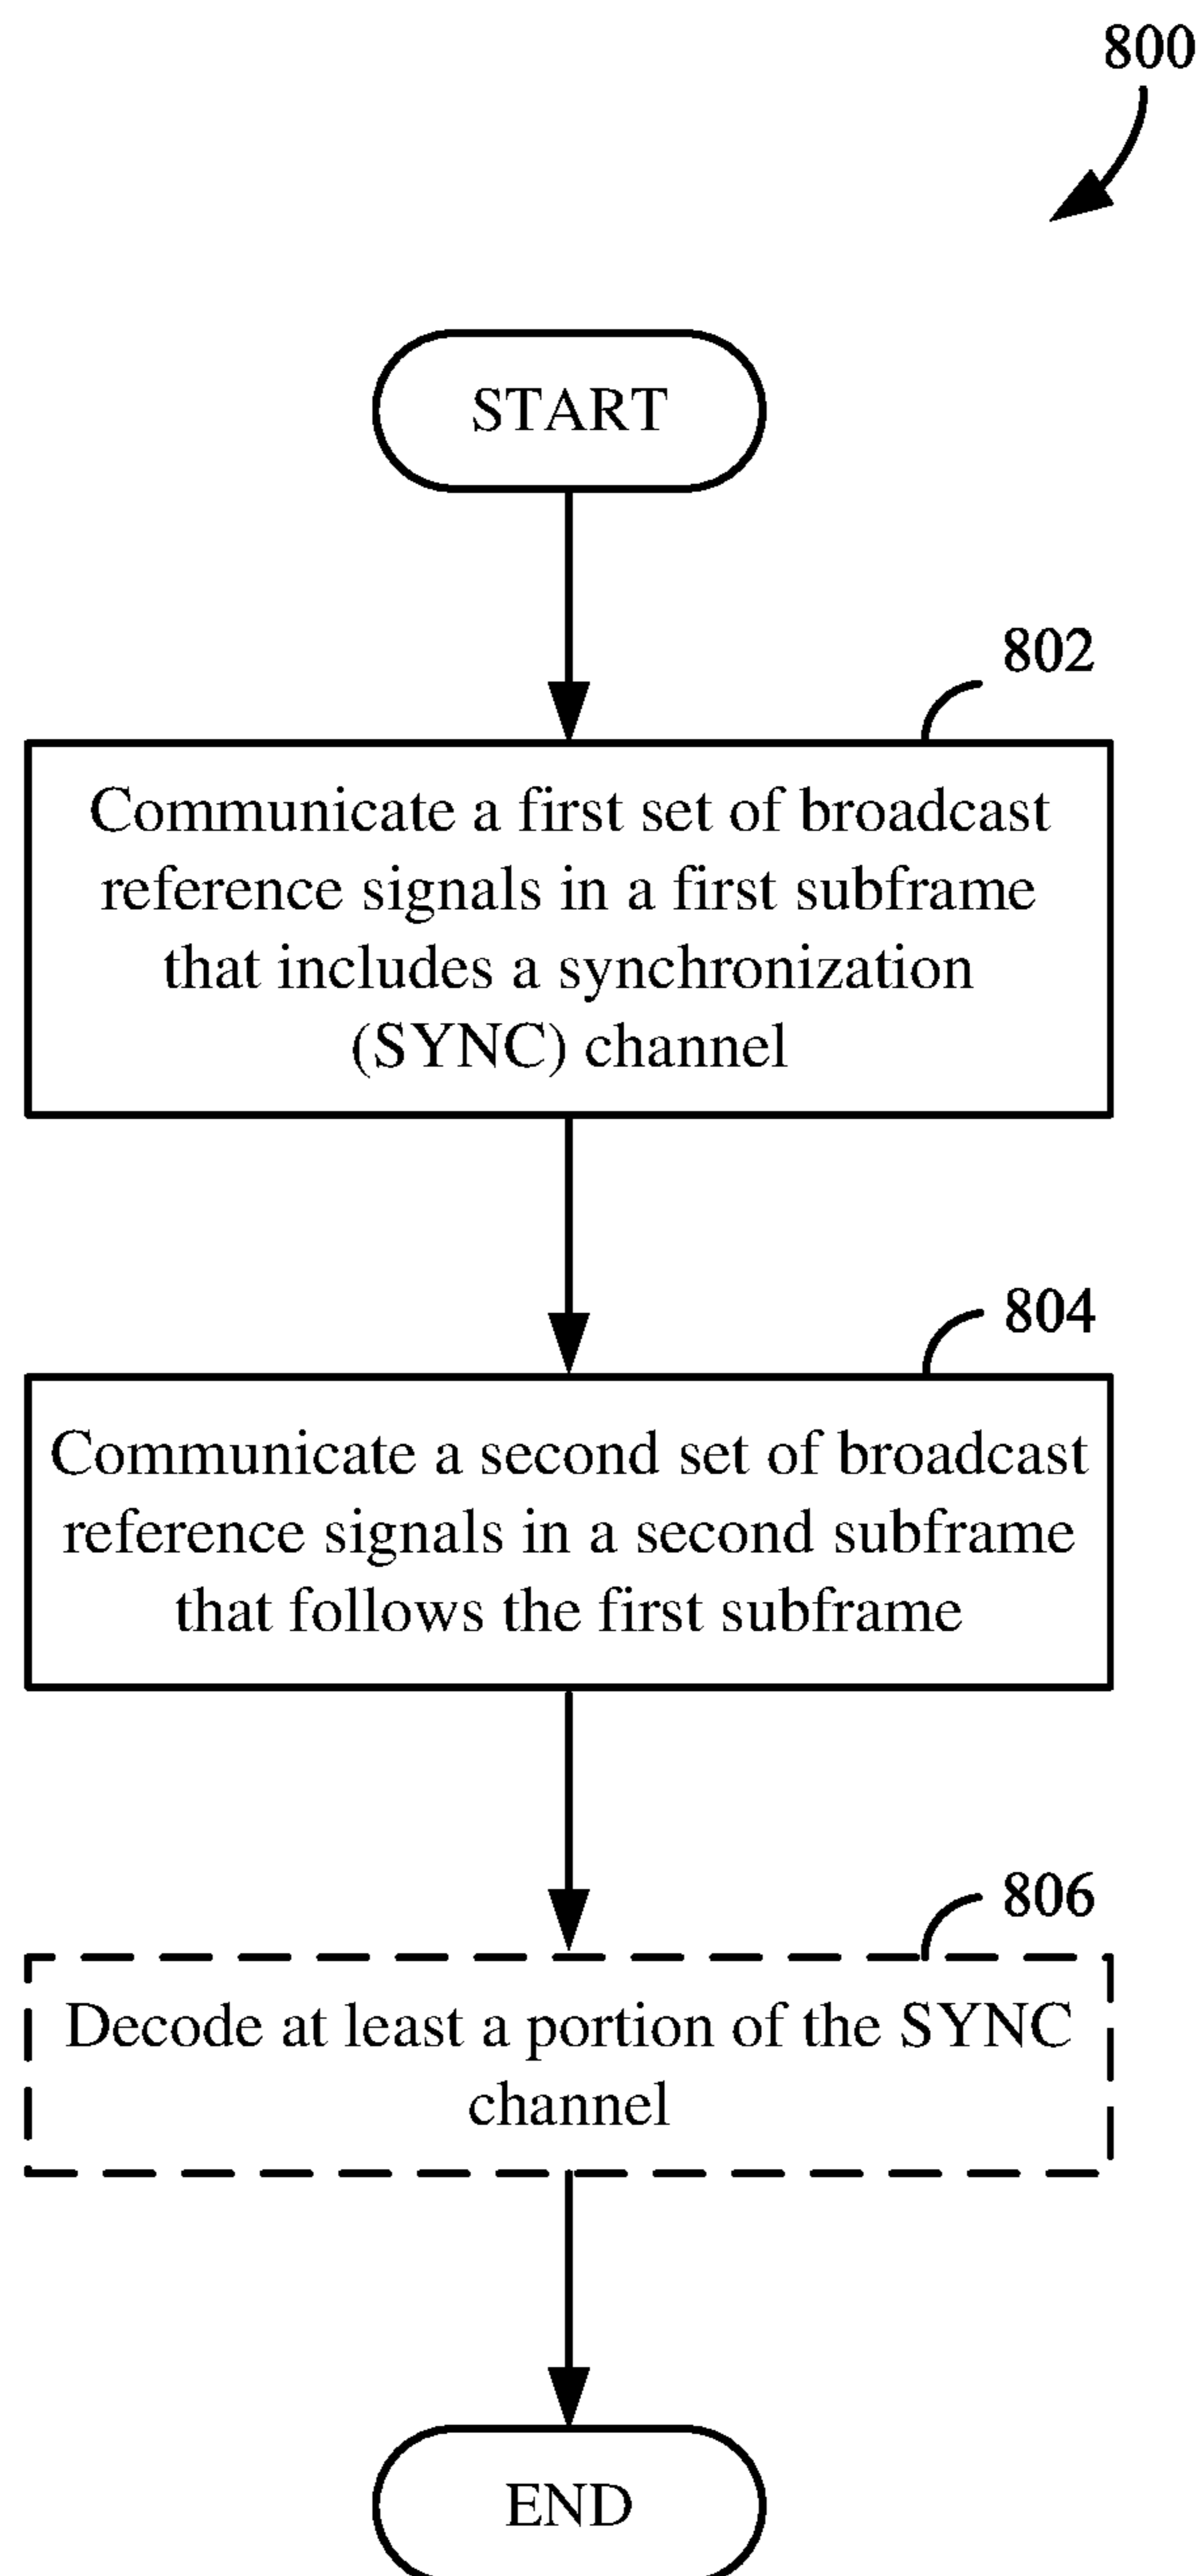 800
START
802
Communicate a first set of broadcast
reference signals in a first subframe
that includes a synchronization
(SYNC) channel
804
Communicate a second set of broadcast
reference signals in a second subframe
that follows the first subframe
806
Decode at least a portion of the SYNC
channel
END